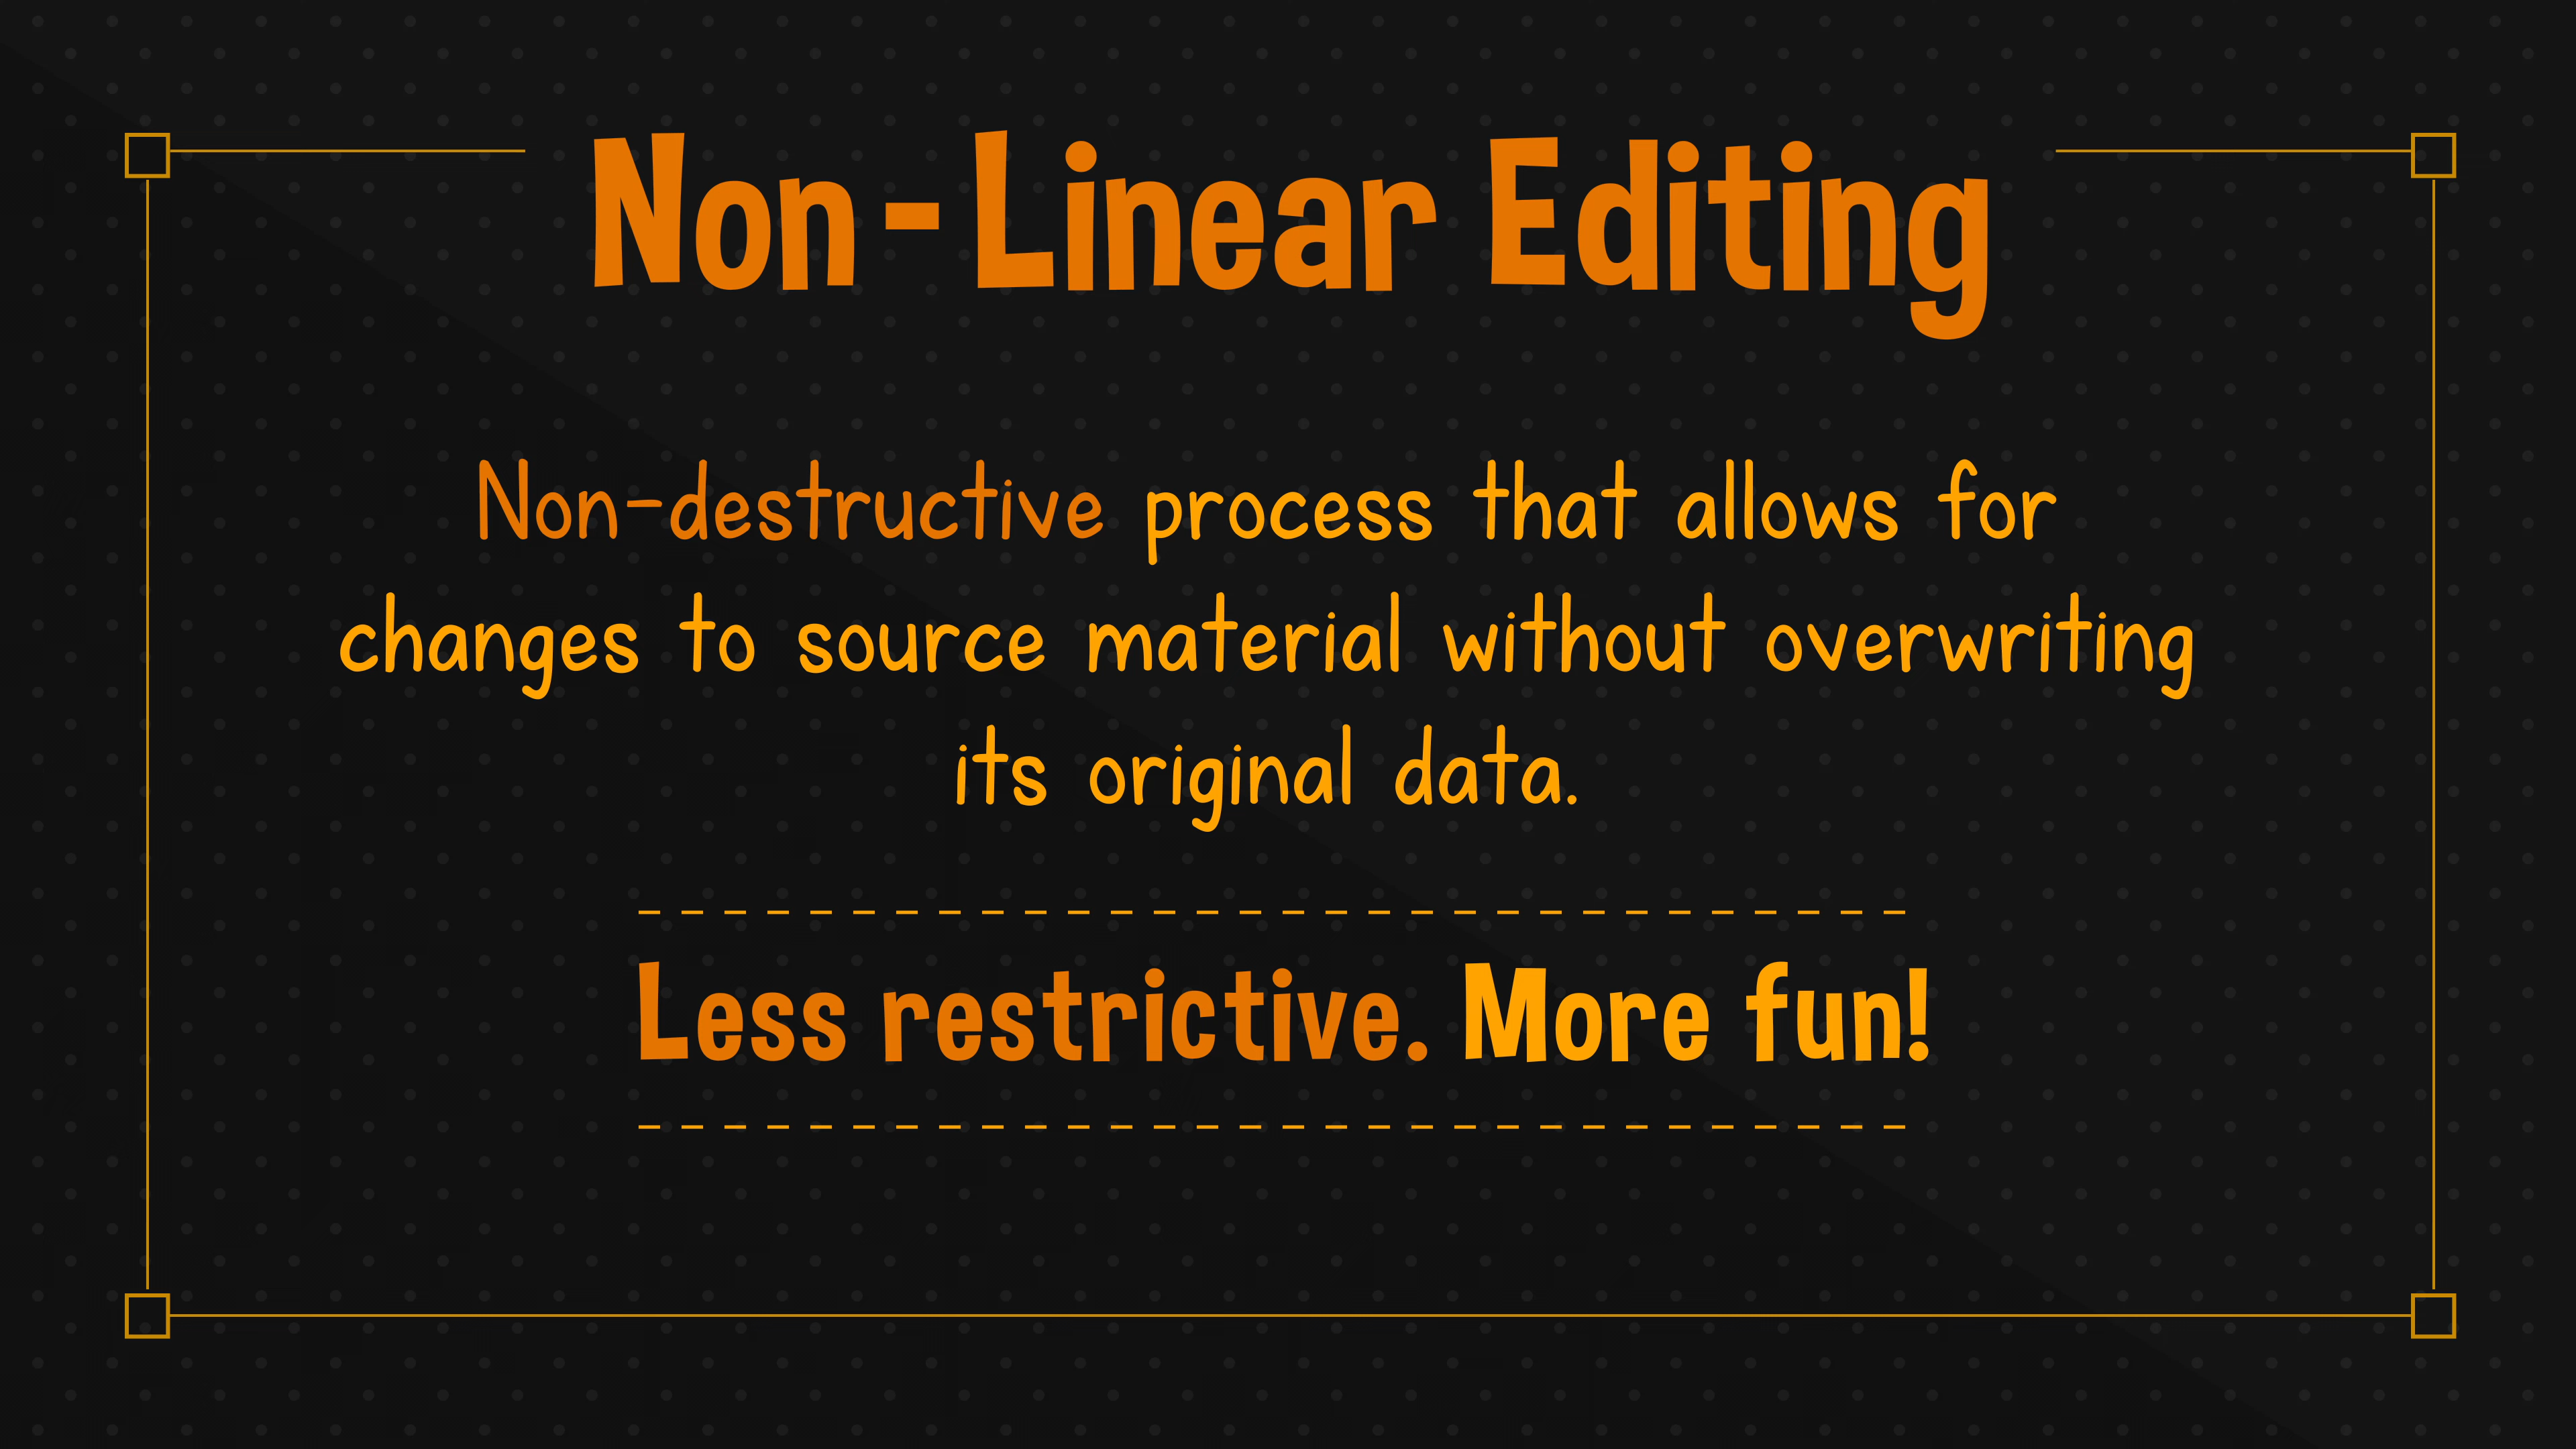 Non-Linear Editing
Non-destructive process that allows for
changes to source material without overwriting
its original data.
Less restrictive. More fun!